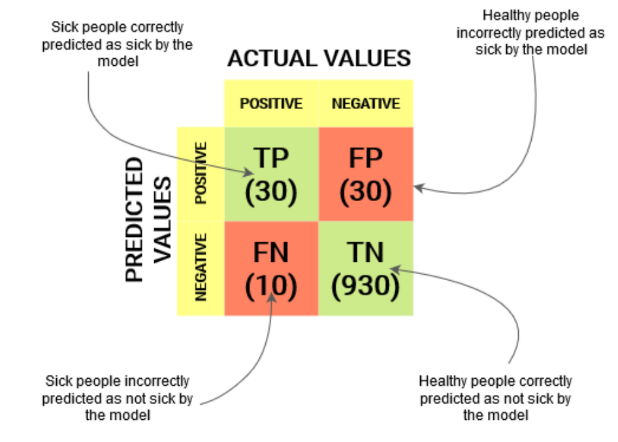 Sick people correctly
predicted as sick by the
model
Healthy people
incorrectly predicted as
sick by the model
ACTUAL VALUES
POSITIVE
NEGATIVE
PREDICTED
VALUES
POSITIVE
TP
(30)
FP
(30)
NEGATIVE
FN
(10)
TN
(930)
Sick people incorrectly
predicted as not sick by
the model
Healthy people correctly
predicted as not sick by
the model